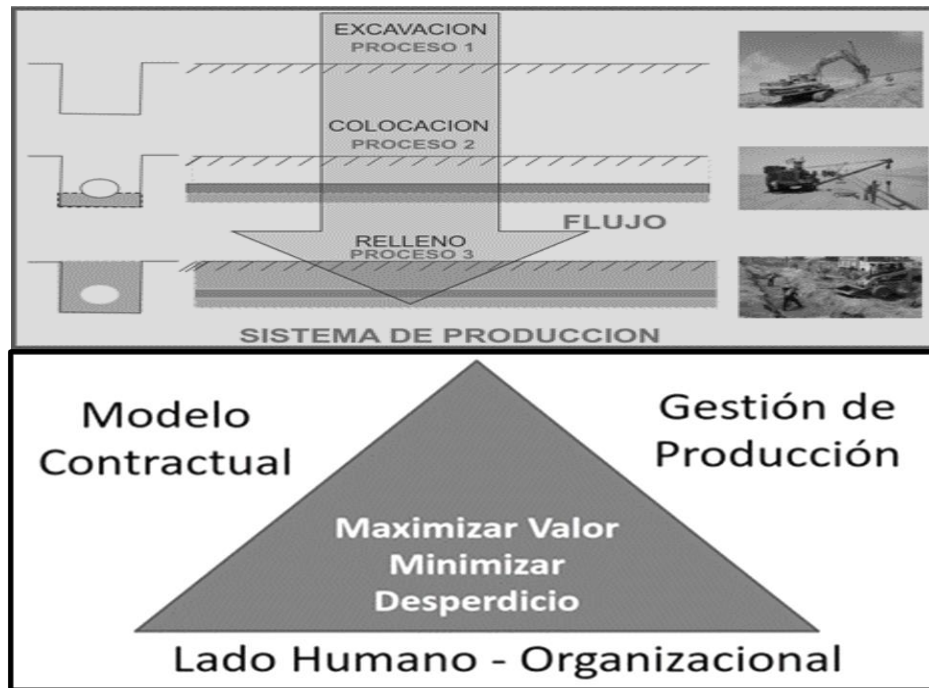 EXCAVACION
PROCESO 1
COLOCACION
PROCESO 2
FLUJO
RELLENO
PROCESO 3
SISTEMA DE PRODUCCION
Modelo
Contractual
Gestión de
Producción
Maximizar Valor
Minimizar
Desperdicio
Lado Humano - Organizacional